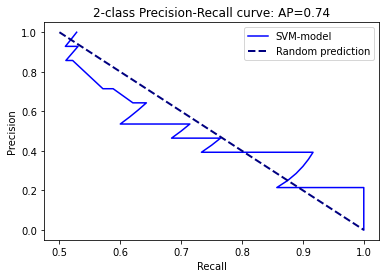 2-class Precision-Recall curve: AP=0.74
SVM-model
Random prediction
Precision
1.0
0.8
0.6
0.4
0.2
0.0
0.5 0.6 0.7 0.8 0.9 1.0
Recall